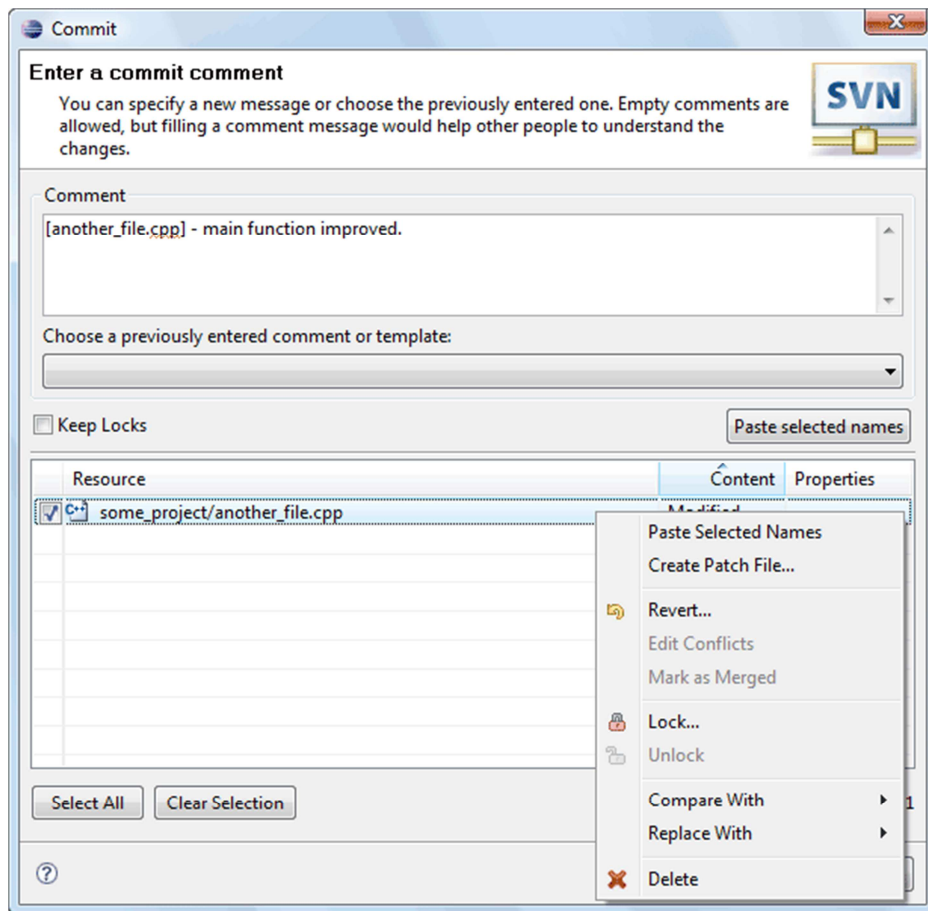 Commit
Enter a commit comment
You can specify a new message or choose the previously entered one. Empty comments are
allowed, but filling a comment message would help other people to understand the
changes.
SVN
Comment
[another_file.cpp] - main function improved.
Choose a previously entered comment or template:
Keep Locks
Paste selected names
Resource Content Properties
C++ some_project/another_file.cpp Modified
Paste Selected Names
Create Patch File...
Revert...
Edit Conflicts
Mark as Merged
Lock...
Unlock
Compare With
Replace With
Delete
Select All Clear Selection 1
?